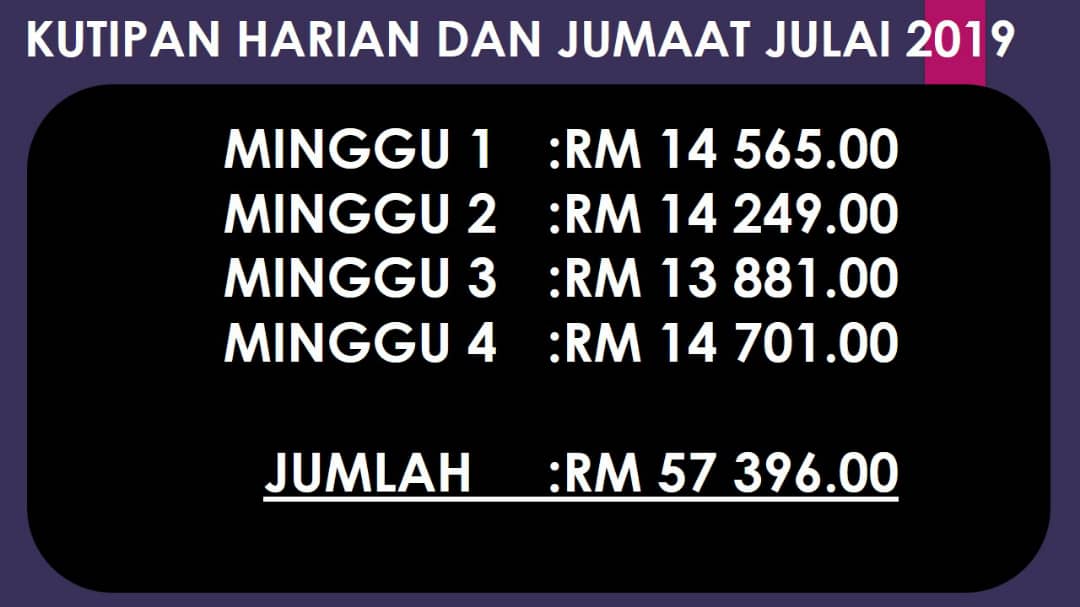 KUTIPAN HARIAN DAN JUMAAT JULAI 2019
MINGGU 1 :RM 14 565.00
MINGGU 2 :RM 14 249.00
MINGGU 3 :RM 13 881.00
MINGGU 4 :RM 14 701.00
JUMLAH :RM 57 396.00